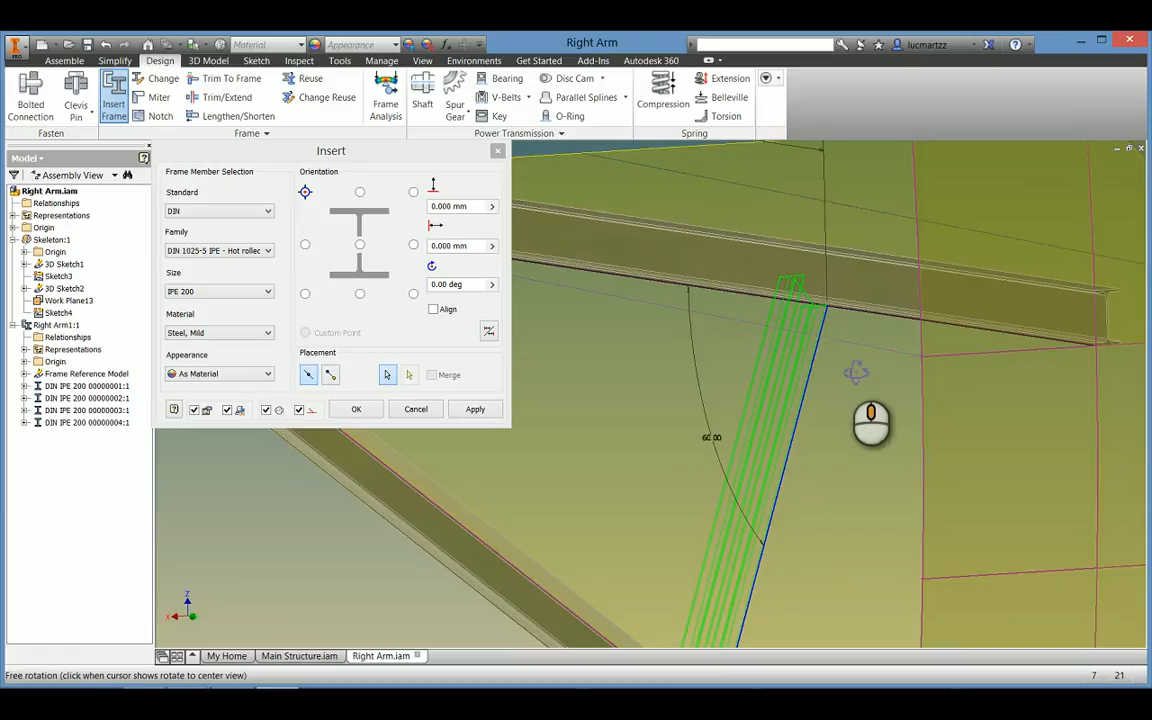 Material
Appearance
Right Arm
lucmartzz
PRO
Assemble Simplify Design 3D Model Sketch Inspect Tools Manage View Environments Get Started Add-Ins Autodesk 360
Bolted Connection
Clevis Pin
Insert Frame
Change
Miter
Notch
Trim To Frame
Trim/Extend
Lengthen/Shorten
Reuse
Change Reuse
Frame Analysis
Shaft
Spur Gear
Bearing
V-Belts
Key
Disc Cam
Parallel Splines
O-Ring
Compression
Extension
Belleville
Torsion
Fasten
Frame
Power Transmission
Spring
Model
Assembly View
Right Arm.iam
Relationships
Representations
Origin
Skeleton:1
Origin
3D Sketch1
Sketch3
3D Sketch2
Work Plane13
Sketch4
Right Arm1:1
Relationships
Representations
Origin
Frame Reference Model
DIN IPE 200 00000001:1
DIN IPE 200 00000002:1
DIN IPE 200 00000003:1
DIN IPE 200 00000004:1
Insert
Frame Member Selection
Standard
DIN
Family
DIN 1025-5 IPE - Hot rollec
Size
IPE 200
Material
Steel, Mild
Appearance
As Material
Orientation
0.000 mm
0.000 mm
0.00 deg
Align
Custom Point
Placement
Merge
OK
Cancel
Apply
60.00
Z
X
My Home
Main Structure.iam
Right Arm.iam
Free rotation (click when cursor shows rotate to center view)
7 21